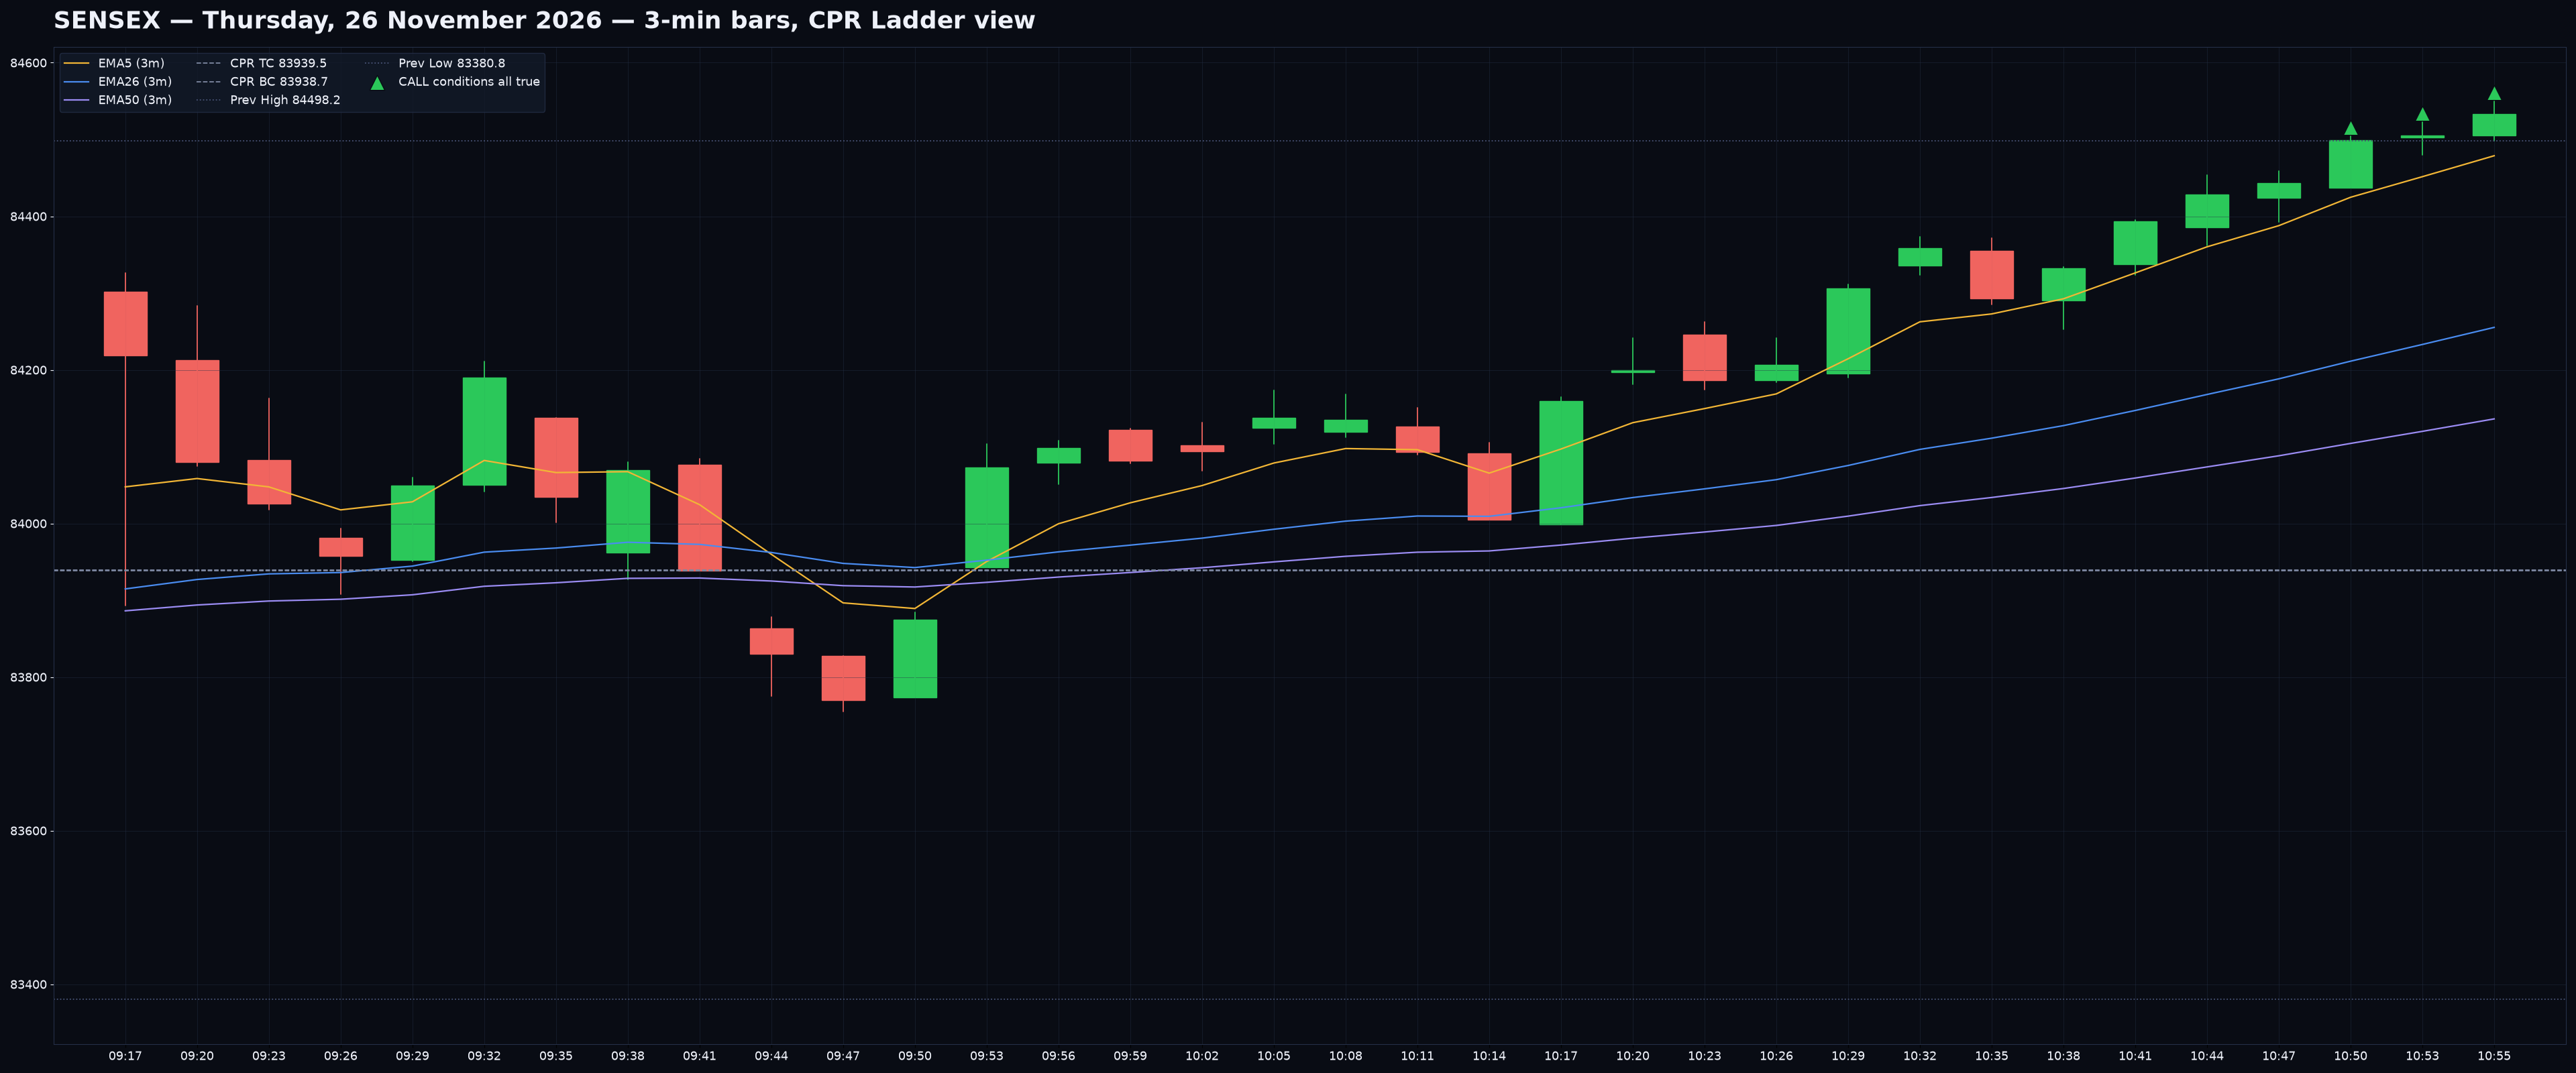 SENSEX — Thursday, 26 November 2026 — 3-min bars, CPR Ladder view
EMA5 (3m)
EMA26 (3m)
EMA50 (3m)
CPR TC 83939.5
CPR BC 83938.7
Prev High 84498.2
Prev Low 83380.8
CALL conditions all true
84600
84400
84200
84000
83800
83600
83400
09:17 09:20 09:23 09:26 09:29 09:32 09:35 09:38 09:41 09:44 09:47 09:50 09:53 09:56 09:59 10:02 10:05 10:08 10:11 10:14 10:17 10:20 10:23 10:26 10:29 10:32 10:35 10:38 10:41 10:44 10:47 10:50 10:53 10:55